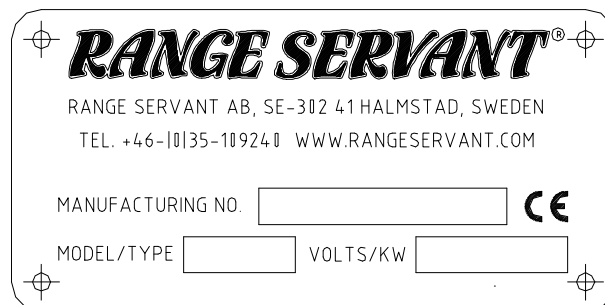 RANGE SERVANT®
RANGE SERVANT AB, SE-302 41 HALMSTAD, SWEDEN
TEL. +46-(0)35-109240 WWW.RANGESERVANT.COM
MANUFACTURING NO. CE
MODEL/TYPE VOLTS/KW